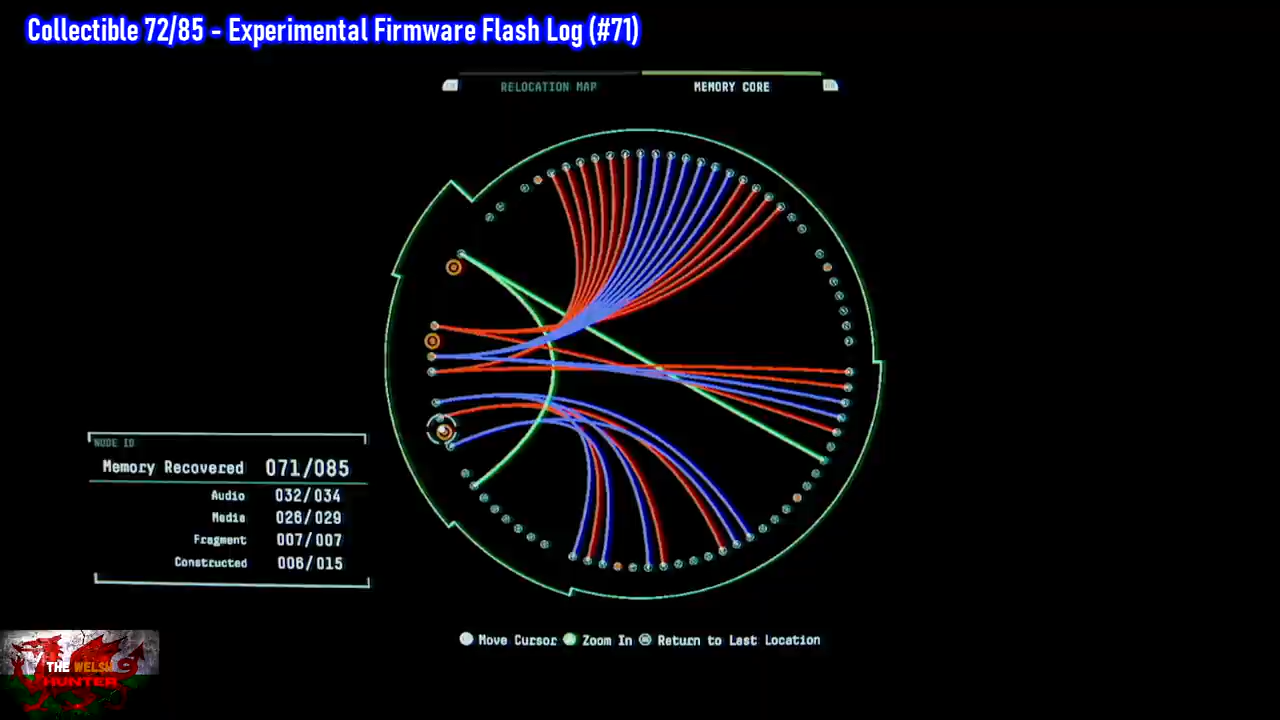 Collectible 72/85 - Experimental Firmware Flash Log (#71)
RELOCATION MAP
MEMORY CORE
NODE ID
Memory Recovered 071/085
Audio 032/034
Media 026/029
Fragment 007/007
Constructed 006/015
Move Cursor Zoom In Return to Last Location
THE WELSH
HUNTER